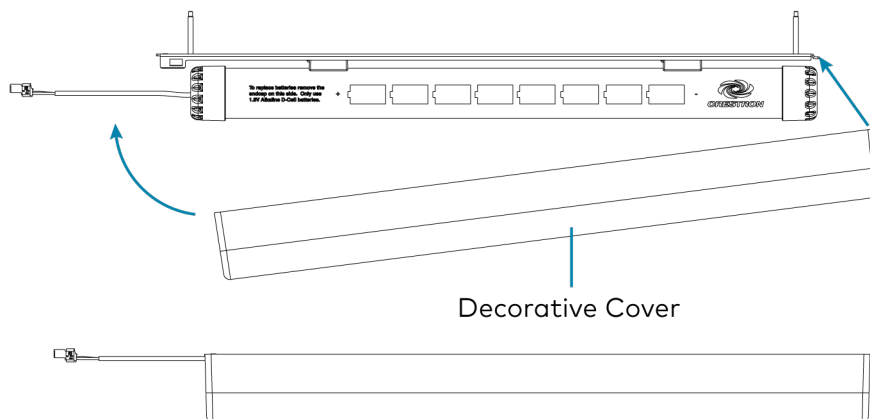 To replace batteries remove the
endcap on this side. Only use
1.5V Alkaline D-Cell batteries.
+ -
CRESTRON
Decorative Cover